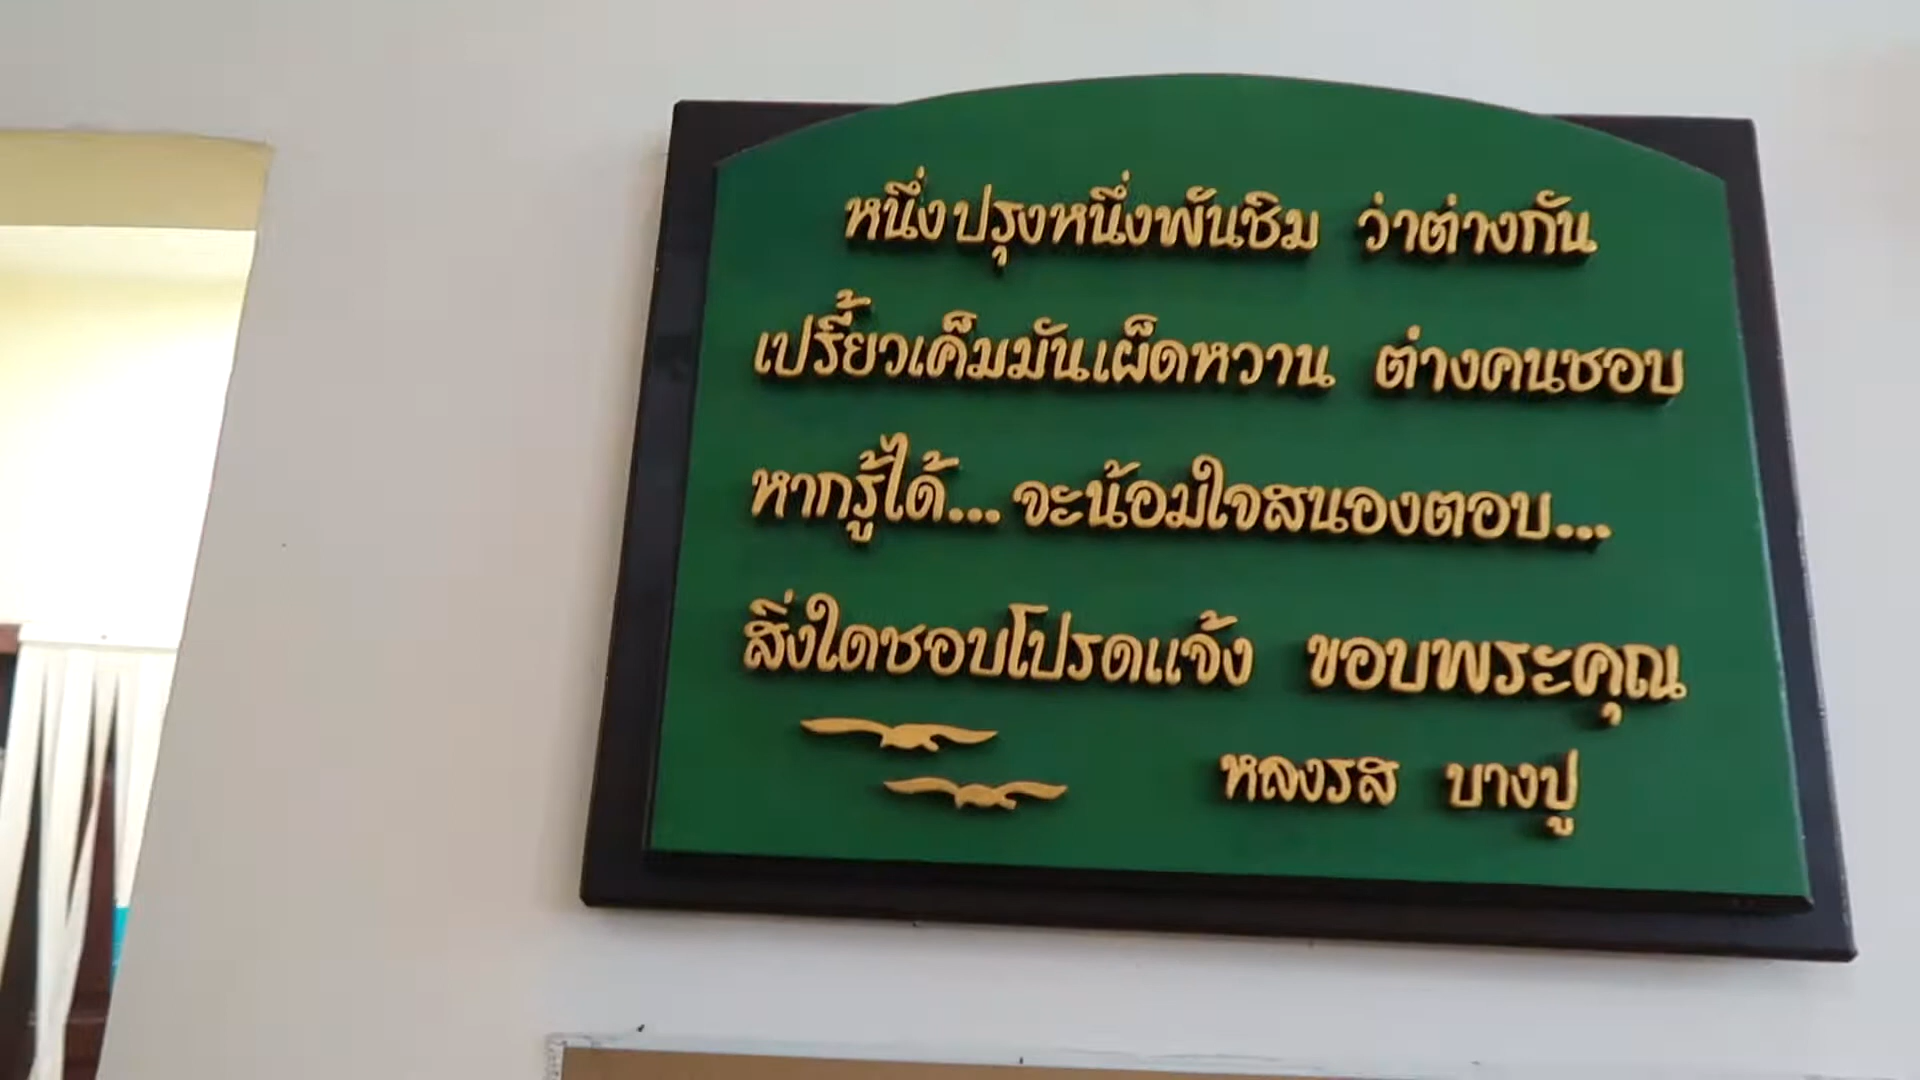 หนึ่งปรุงหนึ่งพันชิม ว่าต่างกัน
เปรี้ยวเค็มมันเผ็ดหวาน ต่างคนชอบ
หากรู้ได้... จะน้อมใจสนองตอบ...
สิ่งใดชอบโปรดแจ้ง ขอบพระคุณ
หลงรส บางปู